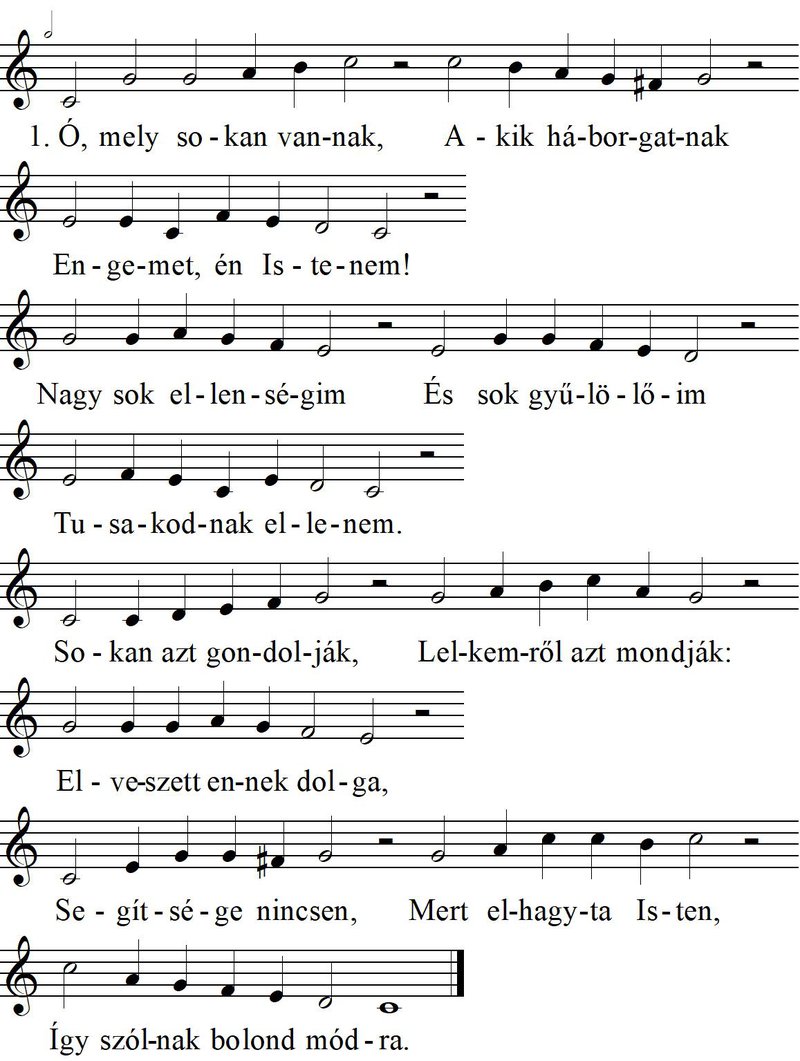 1. Ó, mely so-kan van-nak, A-kik há-bor-gat-nak
En-ge-met, én Is-te-nem!
Nagy sok el-len-sé-gim És sok gyű-lö-lő-im
Tu-sa-kod-nak el-le-nem.
So-kan azt gon-dol-ják, Lel-kem-ről azt mondják:
El-ve-szett en-nek dol-ga,
Se-gít-sé-ge nincsen, Mert el-hagy-ta Is-ten,
Így szól-nak bolond mód-ra.